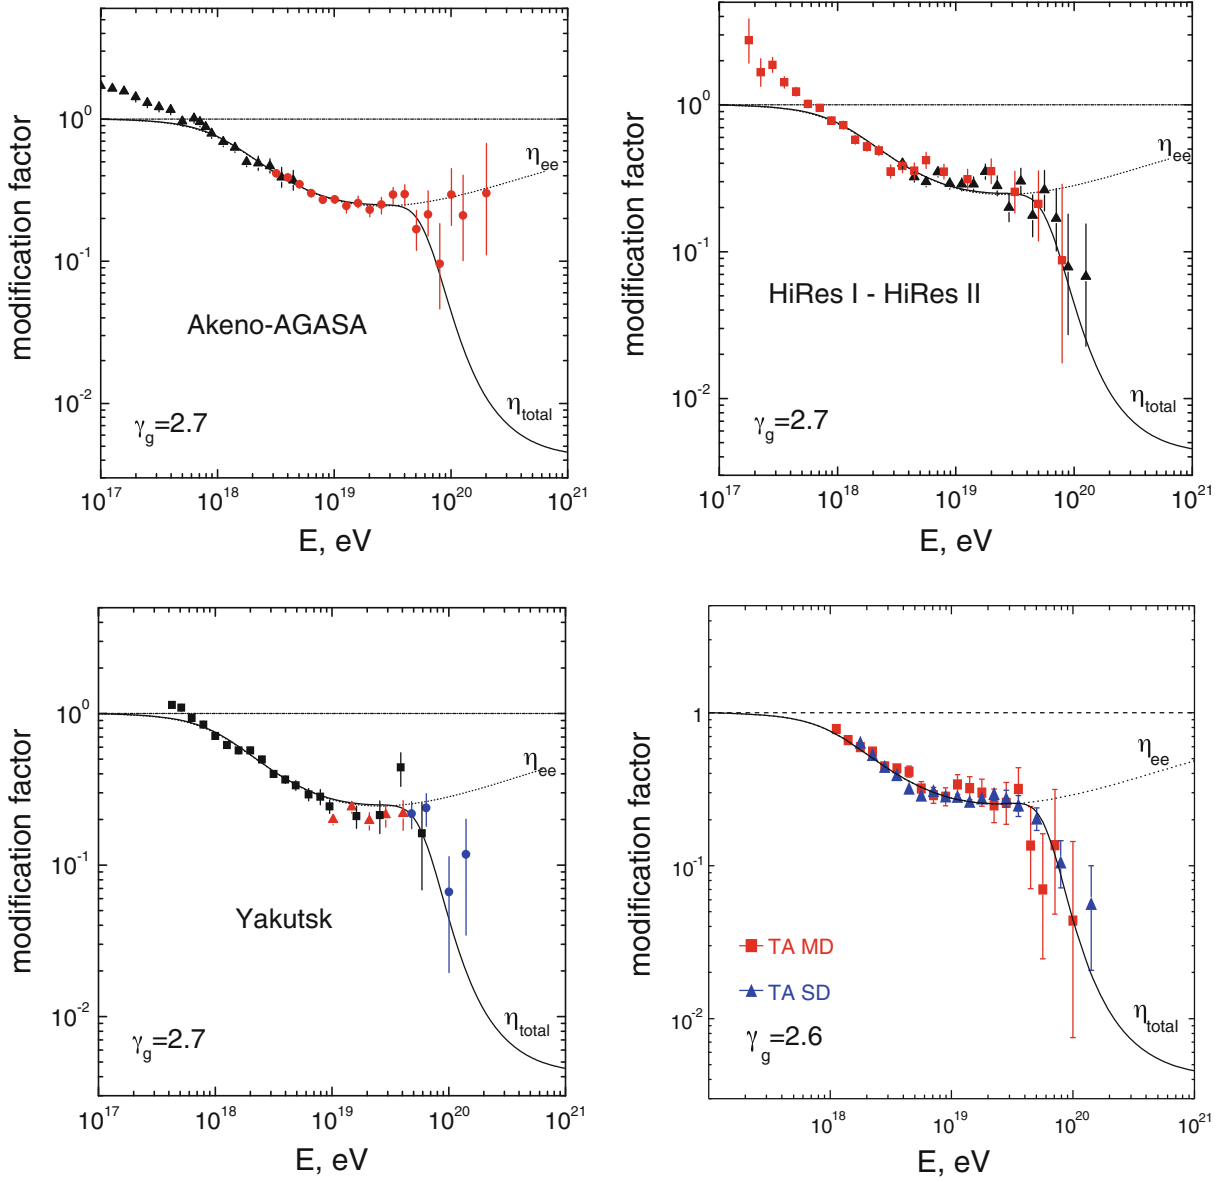 modification factor
10^0
10^-1
10^-2
η_ee
Akeno-AGASA
η_total
γ_g=2.7
10^17
10^18
10^19
10^20
10^21
E, eV
modification factor
10^0
10^-1
10^-2
η_ee
HiRes I - HiRes II
η_total
γ_g=2.7
10^17
10^18
10^19
10^20
10^21
E, eV
modification factor
10^0
10^-1
10^-2
η_ee
Yakutsk
η_total
γ_g=2.7
10^17
10^18
10^19
10^20
10^21
E, eV
modification factor
1
0.1
0.01
η_ee
TA MD
TA SD
η_total
γ_g=2.6
10^18
10^19
10^20
10^21
E, eV